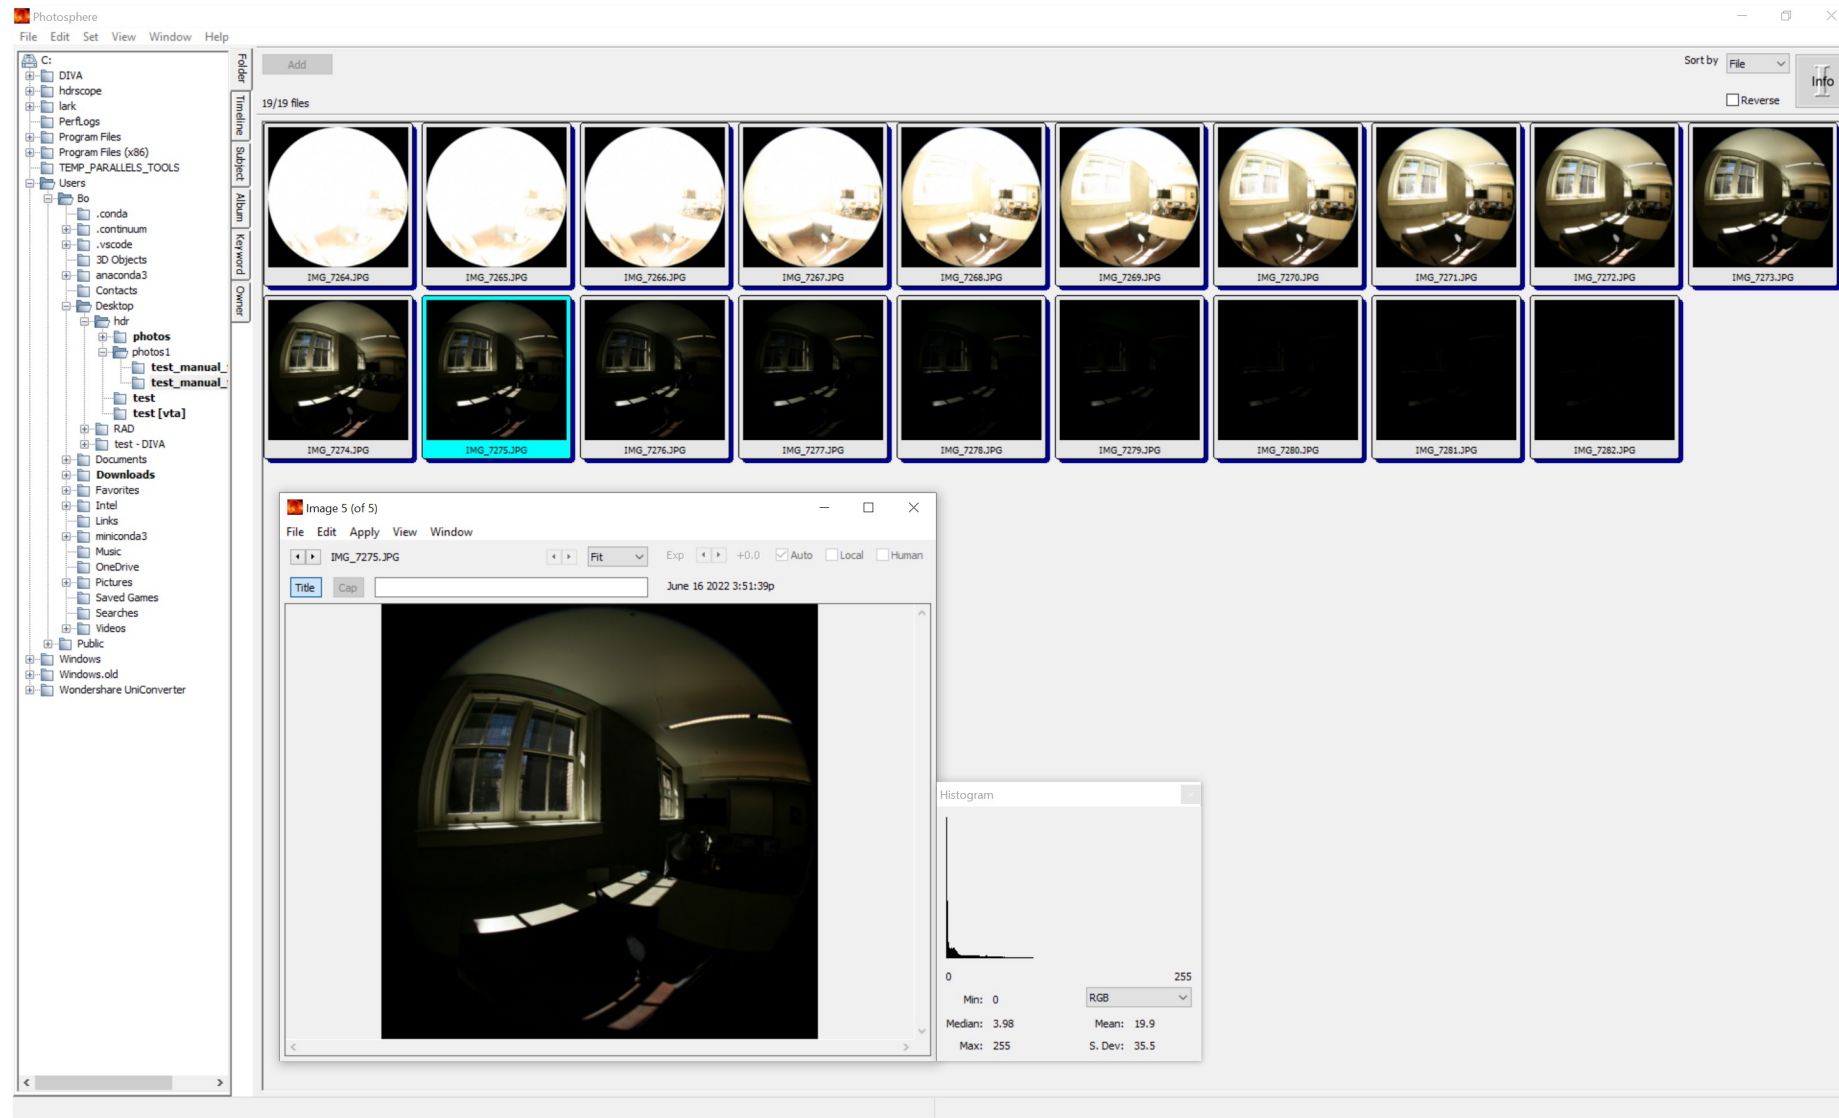 Photosphere
File Edit Set View Window Help
C:
DIVA
hdrscope
lark
PerfLogs
Program Files
Program Files (x86)
TEMP_PARALLELS_TOOLS
Users
Bo
.conda
.continuum
.vscode
3D Objects
anaconda3
Contacts
Desktop
hdr
photos
photos1
test_manual_
test_manual_
test
test [vta]
RAD
test - DIVA
Documents
Downloads
Favorites
Intel
Links
miniconda3
Music
OneDrive
Pictures
Saved Games
Searches
Videos
Public
Windows
Windows.old
Wondershare UniConverter
Folder
Timeline
Subject
Album
Keyword
Owner
Add
Sort by File
Info
19/19 files
Reverse
IMG_7264.JPG IMG_7265.JPG IMG_7266.JPG IMG_7267.JPG IMG_7268.JPG IMG_7269.JPG IMG_7270.JPG IMG_7271.JPG IMG_7272.JPG IMG_7273.JPG
IMG_7274.JPG IMG_7275.JPG IMG_7276.JPG IMG_7277.JPG IMG_7278.JPG IMG_7279.JPG IMG_7280.JPG IMG_7281.JPG IMG_7282.JPG
Image 5 (of 5)
File Edit Apply View Window
IMG_7275.JPG Fit Exp +0.0 Auto Local Human
Title Cap June 16 2022 3:51:39p
Histogram
0 255
Min: 0 RGB
Median: 3.98 Mean: 19.9
Max: 255 S. Dev: 35.5